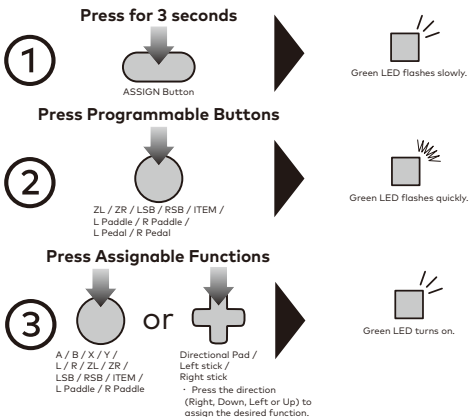 Press for 3 seconds
1
ASSIGN Button
Green LED flashes slowly.
Press Programmable Buttons
2
ZL / ZR / LSB / RSB / ITEM /
L Paddle / R Paddle /
L Pedal / R Pedal
Green LED flashes quickly.
Press Assignable Functions
3
or
A / B / X / Y /
L / R / ZL / ZR /
LSB / RSB / ITEM /
L Paddle / R Paddle
Directional Pad /
Left stick /
Right stick
・ Press the direction
(Right, Down, Left or Up) to
assign the desired function.
Green LED turns on.